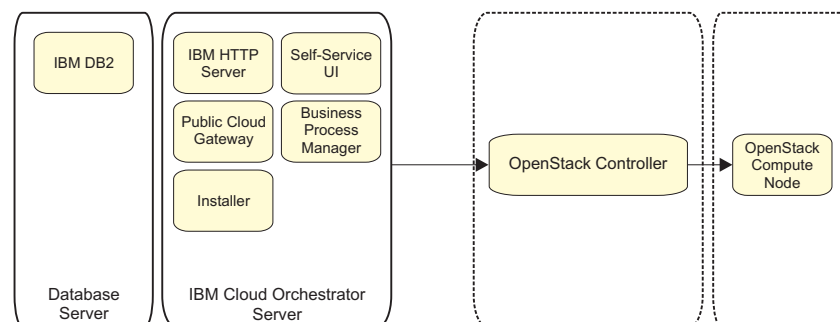 IBM DB2
Database
Server
IBM HTTP
Server
Self-Service
UI
Public Cloud
Gateway
Business
Process
Manager
Installer
IBM Cloud Orchestrator
Server
OpenStack Controller
OpenStack
Compute
Node